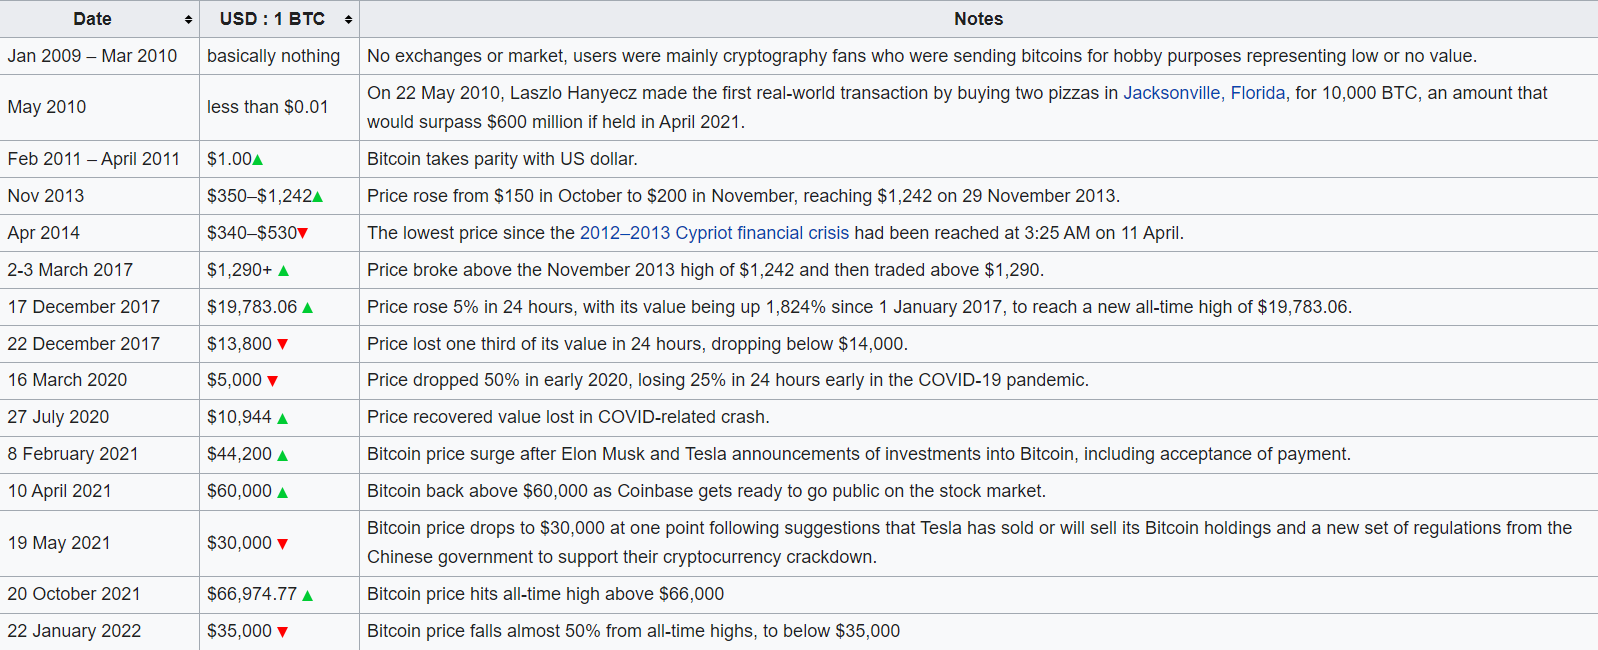 Date USD : 1 BTC Notes
Jan 2009 – Mar 2010 basically nothing No exchanges or market, users were mainly cryptography fans who were sending bitcoins for hobby purposes representing low or no value.
May 2010 less than $0.01 On 22 May 2010, Laszlo Hanyecz made the first real-world transaction by buying two pizzas in Jacksonville, Florida, for 10,000 BTC, an amount that
would surpass $600 million if held in April 2021.
Feb 2011 – April 2011 $1.00▲ Bitcoin takes parity with US dollar.
Nov 2013 $350–$1,242▲ Price rose from $150 in October to $200 in November, reaching $1,242 on 29 November 2013.
Apr 2014 $340–$530▼ The lowest price since the 2012–2013 Cypriot financial crisis had been reached at 3:25 AM on 11 April.
2-3 March 2017 $1,290+ ▲ Price broke above the November 2013 high of $1,242 and then traded above $1,290.
17 December 2017 $19,783.06 ▲ Price rose 5% in 24 hours, with its value being up 1,824% since 1 January 2017, to reach a new all-time high of $19,783.06.
22 December 2017 $13,800 ▼ Price lost one third of its value in 24 hours, dropping below $14,000.
16 March 2020 $5,000 ▼ Price dropped 50% in early 2020, losing 25% in 24 hours early in the COVID-19 pandemic.
27 July 2020 $10,944 ▲ Price recovered value lost in COVID-related crash.
8 February 2021 $44,200 ▲ Bitcoin price surge after Elon Musk and Tesla announcements of investments into Bitcoin, including acceptance of payment.
10 April 2021 $60,000 ▲ Bitcoin back above $60,000 as Coinbase gets ready to go public on the stock market.
19 May 2021 $30,000 ▼ Bitcoin price drops to $30,000 at one point following suggestions that Tesla has sold or will sell its Bitcoin holdings and a new set of regulations from the
Chinese government to support their cryptocurrency crackdown.
20 October 2021 $66,974.77 ▲ Bitcoin price hits all-time high above $66,000
22 January 2022 $35,000 ▼ Bitcoin price falls almost 50% from all-time highs, to below $35,000